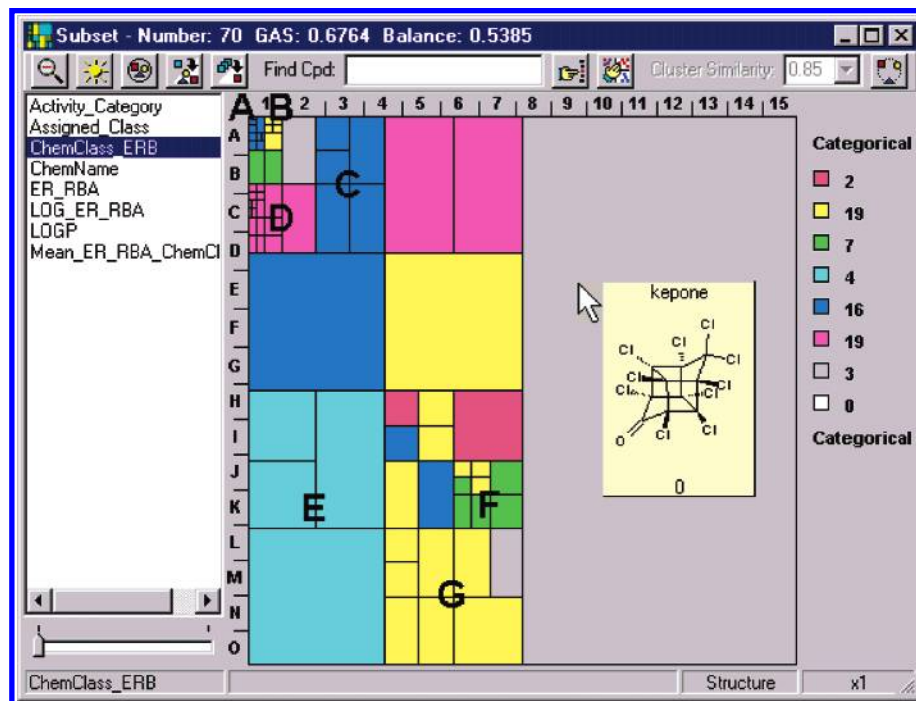 Subset - Number: 70 GAS: 0.6764 Balance: 0.5385
Find Cpd:
Cluster Similarity: 0.85
Activity_Category
Assigned_Class
ChemClass_ERB
ChemName
ER_RBA
LOG_ER_RBA
LOGP
Mean_ER_RBA_ChemCl
1 2 3 4 5 6 7 8 9 10 11 12 13 14 15
A
B
C
D
E
F
G
H
I
J
K
L
M
N
O
A
B
C
D
E
F
G
kepone
Cl
Cl
Cl
Cl
Cl
Cl
Cl
Cl
Cl
Cl
O
0
Categorical
2
19
7
4
16
19
3
0
Categorical
ChemClass_ERB
Structure
x1